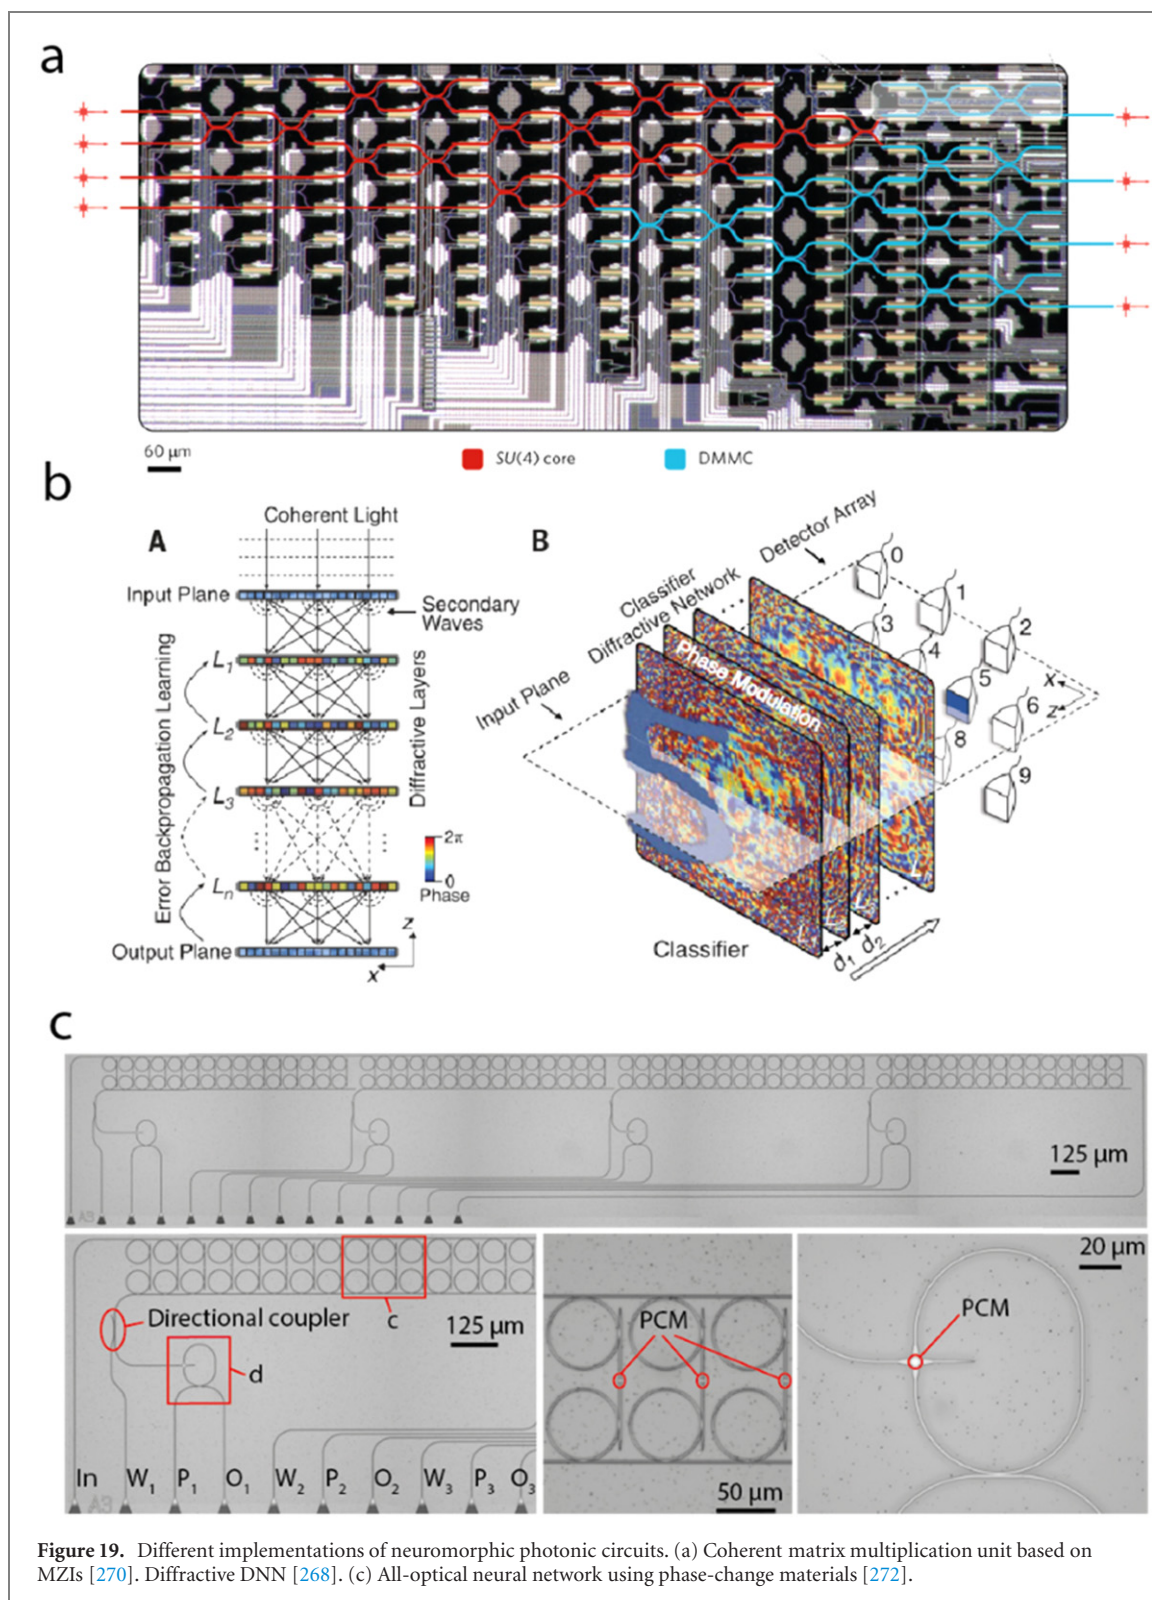 a
60 µm
SU(4) core
DMMC
b
A
Coherent Light
Input Plane
Secondary
Waves
Error Backpropagation Learning
L1
L2
L3
Ln
Diffractive Layers
2π
0
Phase
Output Plane
z
x
B
Detector Array
Classifier
Diffractive Network
Input Plane
Phase Modulation
0
1
2
3
4
5
6
8
9
x
z
Classifier
d1
d2
c
125 µm
A3
Directional coupler
c
125 µm
d
In
W1
P1
O1
W2
P2
O2
W3
P3
O3
A3
PCM
50 µm
20 µm
PCM
Figure 19. Different implementations of neuromorphic photonic circuits. (a) Coherent matrix multiplication unit based on
MZIs [270]. Diffractive DNN [268]. (c) All-optical neural network using phase-change materials [272].